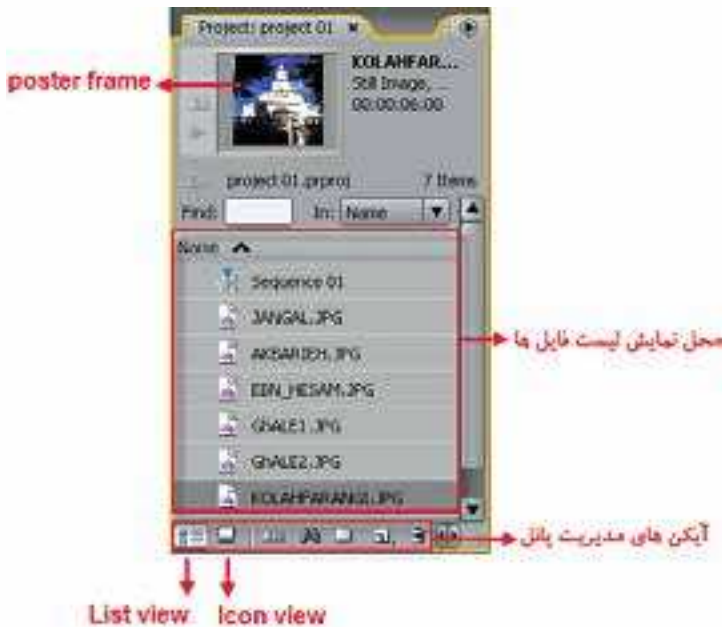 Project: project 01
poster frame
KOLAHFAR...
Still Image, ...
00:00:06:00
project 01.prproj 7 Items
Find: In: Name
Name
Sequence 01
JANGAL.JPG
محل نمایش لیست فایل ها
AKBARIEH.JPG
EBN_HESAM.JPG
GhALE1.JPG
GhALE2.JPG
KOLAHFARANGI.JPG
آیکن های مدیریت پانل
List view Icon view